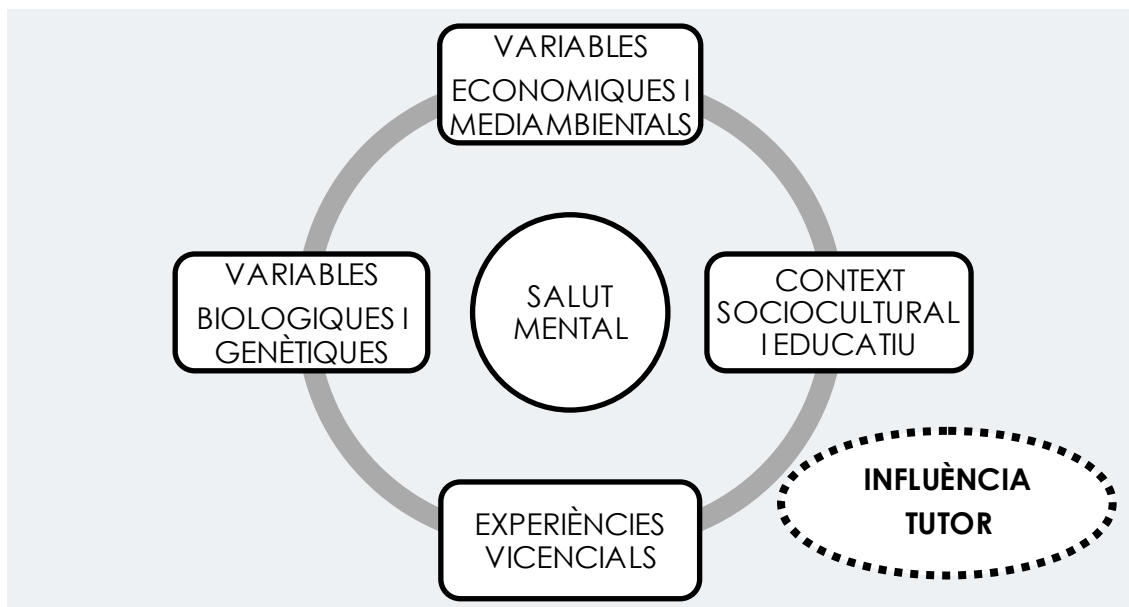 VARIABLES
ECONOMIQUES I
MEDIAMBIENTALS
VARIABLES
BIOLOGIQUES I
GENÈTIQUES
SALUT
MENTAL
CONTEXT
SOCIOCULTURAL
I EDUCATIU
EXPERIÈNCIES
VICENCIALS
INFLUÈNCIA
TUTOR